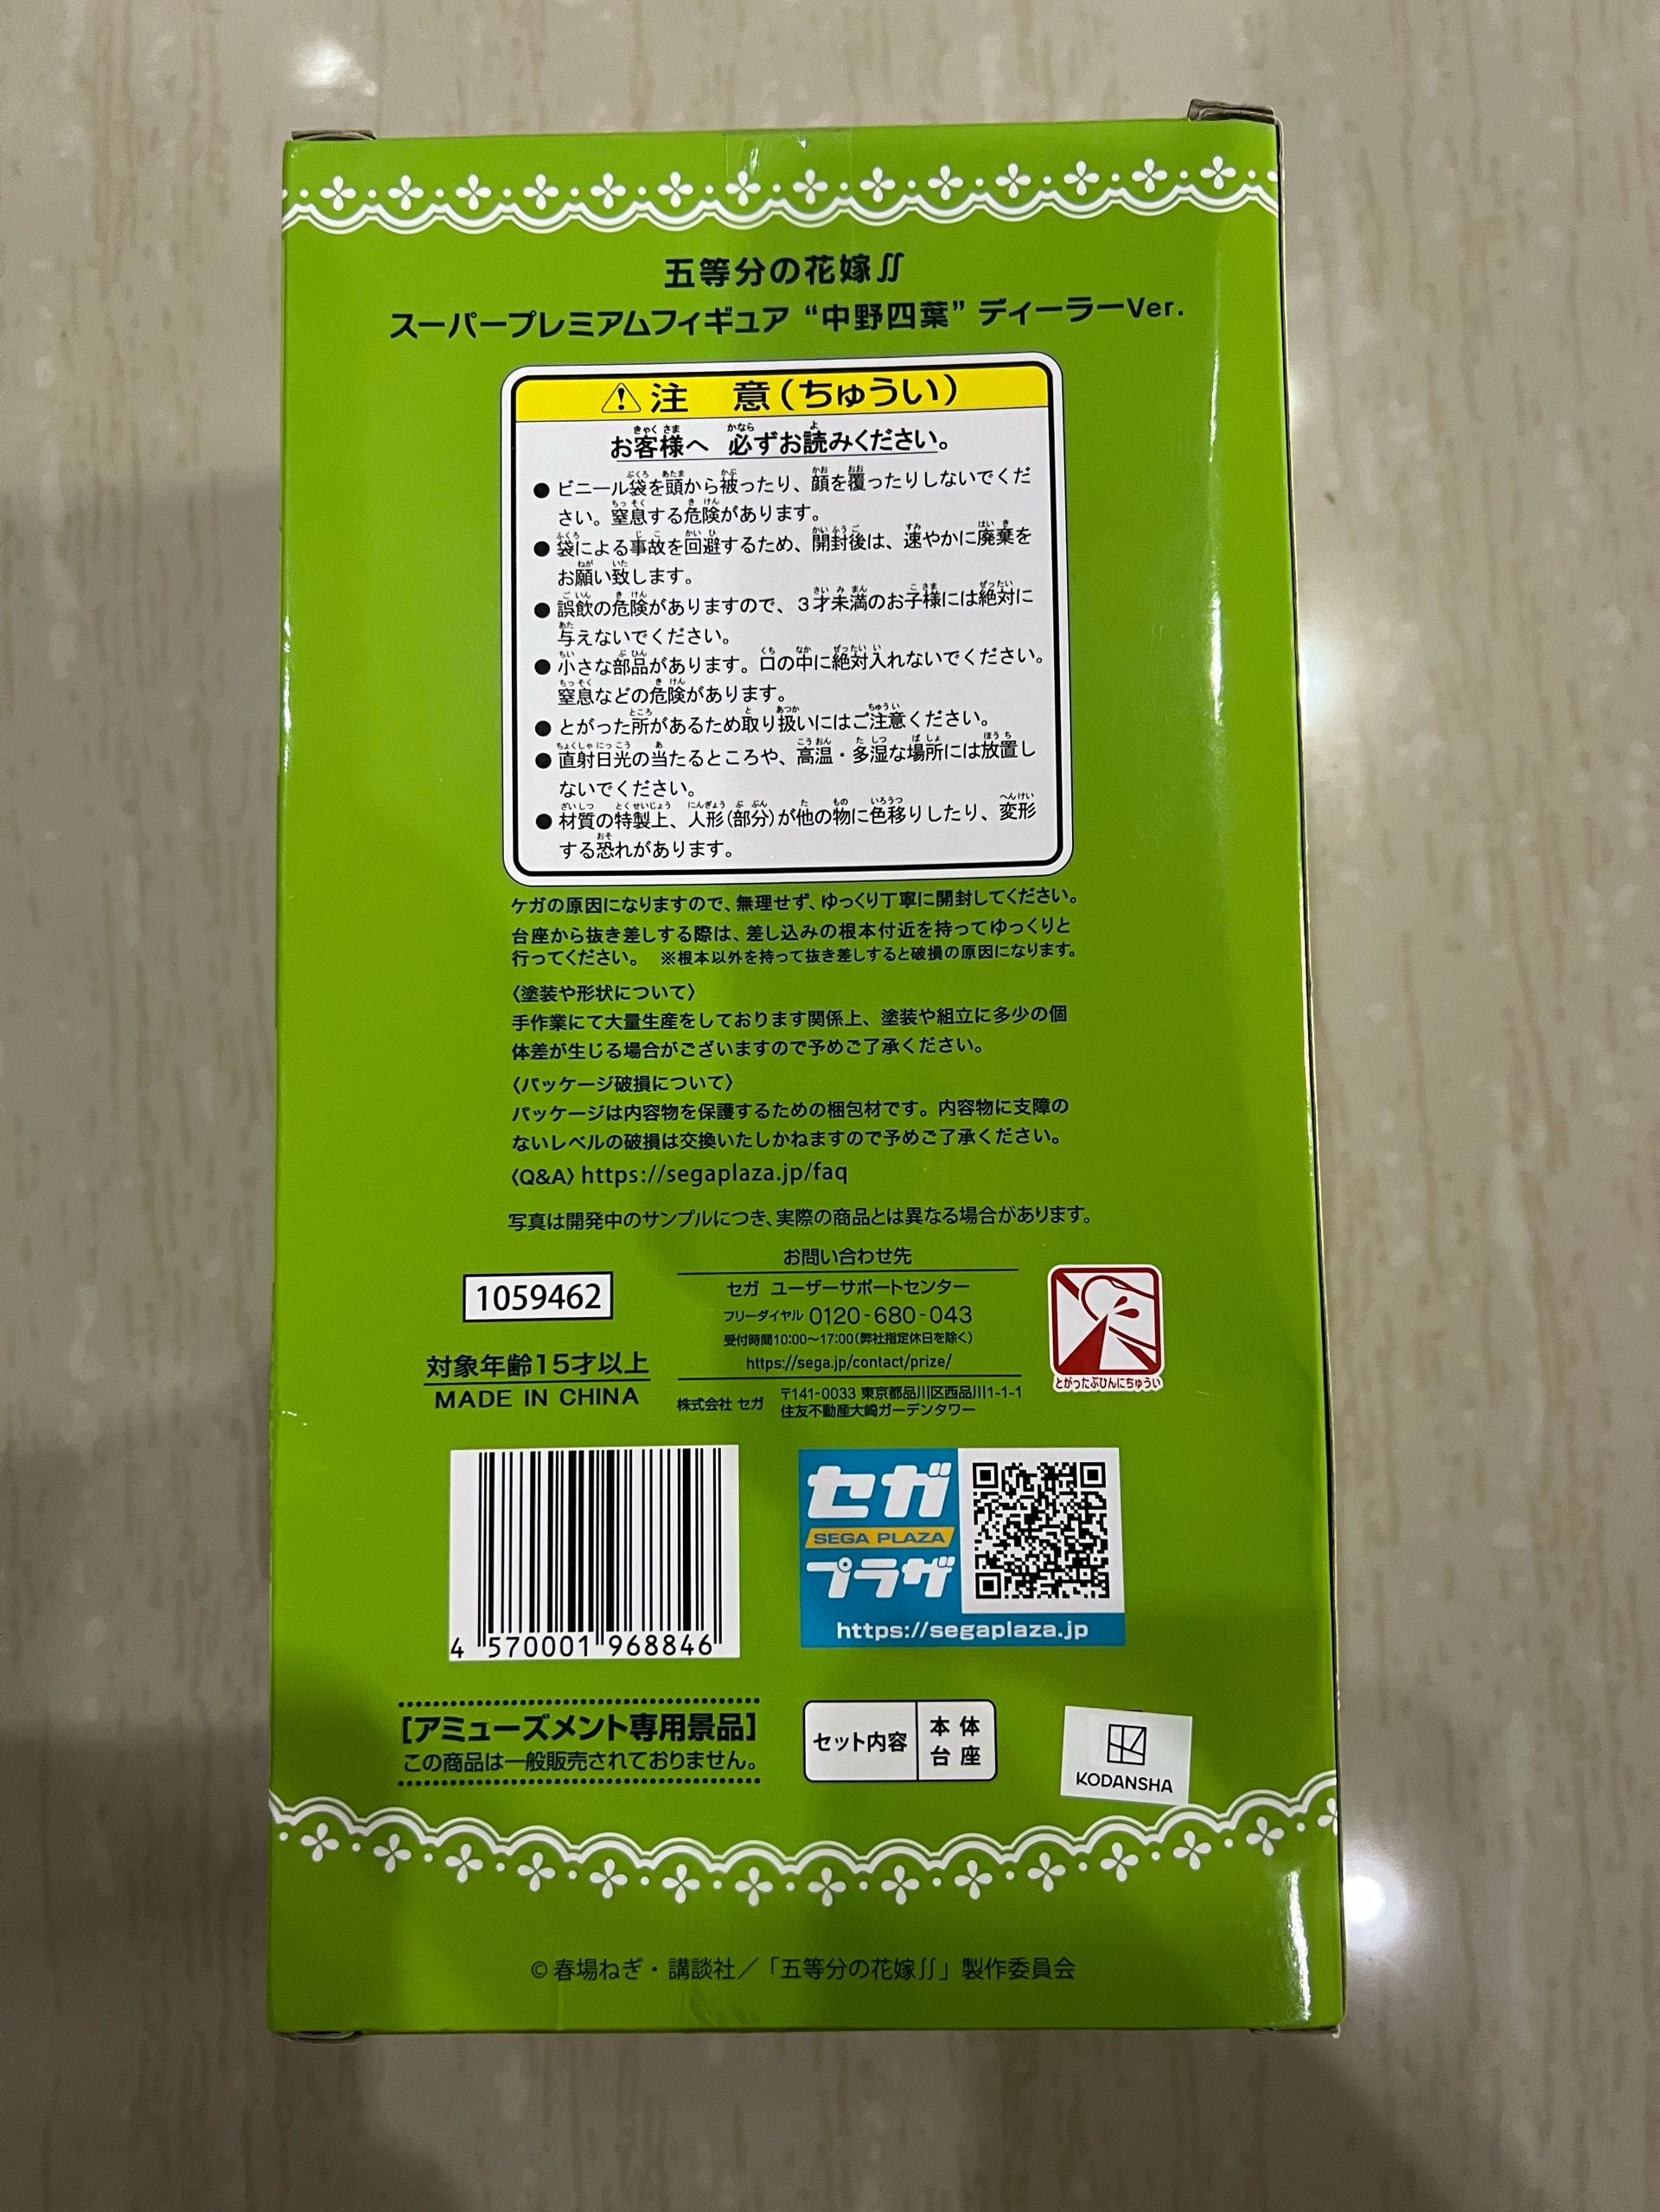 五等分の花嫁∬
スーパープレミアムフィギュア “中野四葉” ディーラーVer.
注　意（ちゅうい）
お客様へ 必ずお読みください。
● ビニール袋を頭から被ったり、顔を覆ったりしないでくだ
さい。窒息する危険があります。
● 袋による事故を回避するため、開封後は、速やかに廃棄を
お願い致します。
● 誤飲の危険がありますので、３才未満のお子様には絶対に
与えないでください。
● 小さな部品があります。口の中に絶対入れないでください。
窒息などの危険があります。
● とがった所があるため取り扱いにはご注意ください。
● 直射日光の当たるところや、高温・多湿な場所には放置し
ないでください。
● 材質の特製上、人形（部分）が他の物に色移りしたり、変形
する恐れがあります。
ケガの原因になりますので、無理せず、ゆっくり丁寧に開封してください。
台座から抜き差しする際は、差し込みの根本付近を持ってゆっくりと
行ってください。　※根本以外を持って抜き差しすると破損の原因になります。
〈塗装や形状について〉
手作業にて大量生産をしております関係上、塗装や組立に多少の個
体差が生じる場合がございますので予めご了承ください。
〈パッケージ破損について〉
パッケージは内容物を保護するための梱包材です。内容物に支障の
ないレベルの破損は交換いたしかねますので予めご了承ください。
〈Q&A〉https://segaplaza.jp/faq
写真は開発中のサンプルにつき、実際の商品とは異なる場合があります。
お問い合わせ先
セガ ユーザーサポートセンター
フリーダイヤル 0120-680-043
受付時間10:00～17:00（弊社指定休日を除く）
https://sega.jp/contact/prize/
株式会社 セガ
〒141-0033 東京都品川区西品川1-1-1
住友不動産大崎ガーデンタワー
1059462
対象年齢15才以上
MADE IN CHINA
とがったぶひんにちゅうい
4 570001 968846
セガ
SEGA PLAZA
プラザ
https://segaplaza.jp
[アミューズメント専用景品]
この商品は一般販売されておりません。
セット内容
本 体
台 座
KODANSHA
© 春場ねぎ・講談社／「五等分の花嫁∬」製作委員会